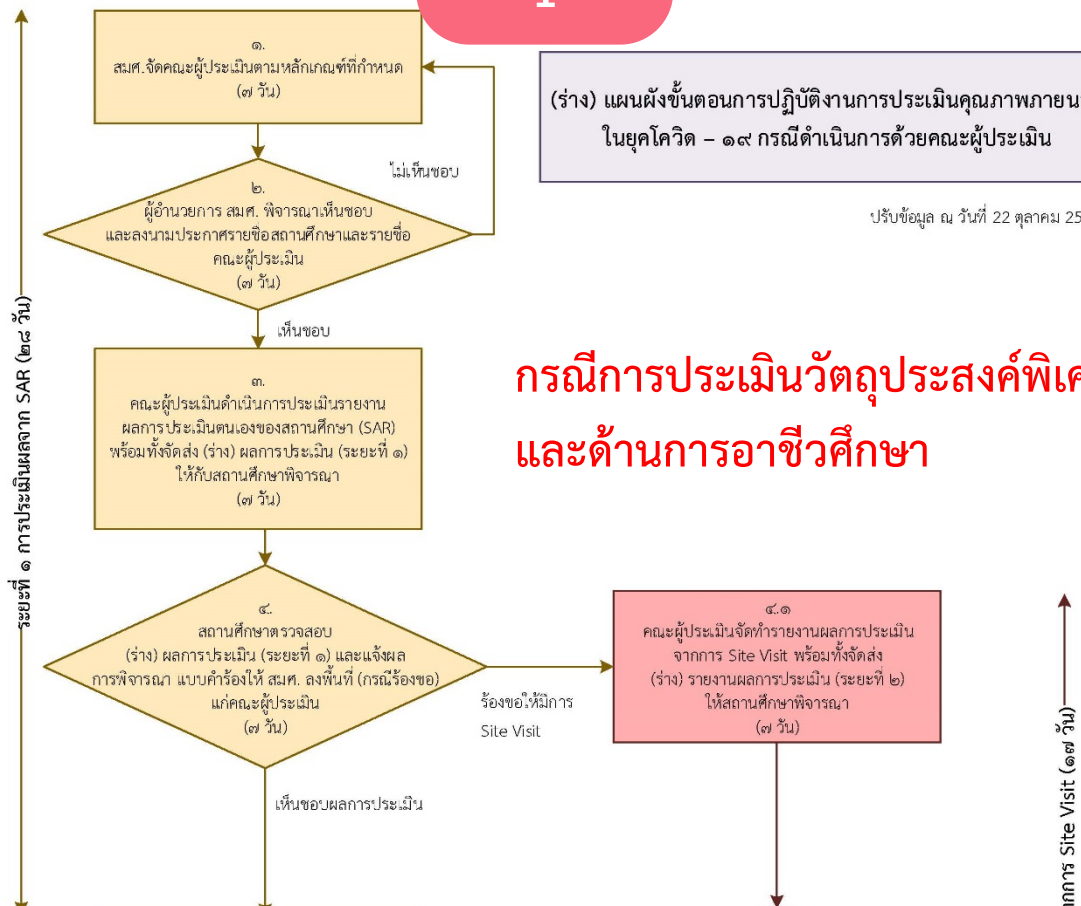 1
(ร่าง) แผนผังขั้นตอนการปฏิบัติงานการประเมินคุณภาพภายน
ในยุคโควิด – ๑๙ กรณีดำเนินการด้วยคณะผู้ประเมิน
ปรับข้อมูล ณ วันที่ 22 ตุลาคม 25
กรณีการประเมินวัตถุประสงค์พิเศ
และด้านการอาชีวศึกษา
ระยะที่ ๑ การประเมินผลจาก SAR (๒๘ วัน)
๑.
สมศ.จัดคณะผู้ประเมินตามหลักเกณฑ์ที่กำหนด
(๗ วัน)
ไม่เห็นชอบ
๒.
ผู้อำนวยการ สมศ. พิจารณาเห็นชอบ
และลงนามประกาศรายชื่อสถานศึกษาและรายชื่อ
คณะผู้ประเมิน
(๗ วัน)
เห็นชอบ
๓.
คณะผู้ประเมินดำเนินการประเมินรายงาน
ผลการประเมินตนเองของสถานศึกษา (SAR)
พร้อมทั้งจัดส่ง (ร่าง) ผลการประเมิน (ระยะที่ ๑)
ให้กับสถานศึกษาพิจารณา
(๗ วัน)
๔.
สถานศึกษาตรวจสอบ
(ร่าง) ผลการประเมิน (ระยะที่ ๑) และแจ้งผล
การพิจารณา แบบคำร้องให้ สมศ. ลงพื้นที่ (กรณีร้องขอ)
แก่คณะผู้ประเมิน
(๗ วัน)
ร้องขอให้มีการ
Site Visit
เห็นชอบผลการประเมิน
๔.๑
คณะผู้ประเมินจัดทำรายงานผลการประเมิน
จากการ Site Visit พร้อมทั้งจัดส่ง
(ร่าง) รายงานผลการประเมิน (ระยะที่ ๒)
ให้สถานศึกษาพิจารณา
(๗ วัน)
ากการ Site Visit (๑๗ วัน)